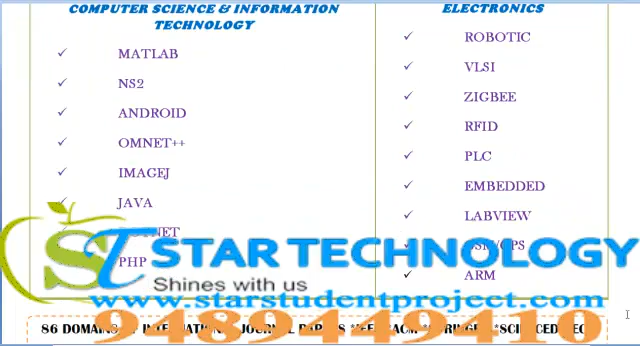 COMPUTER SCIENCE & INFORMATION
TECHNOLOGY
MATLAB
NS2
ANDROID
OMNET++
IMAGEJ
JAVA
PHP
ELECTRONICS
ROBOTIC
VLSI
ZIGBEE
RFID
PLC
EMBEDDED
LABVIEW
ARM
ST STAR TECHNOLOGY
Shines with us
www.starstudentproject.com
9489449410
86